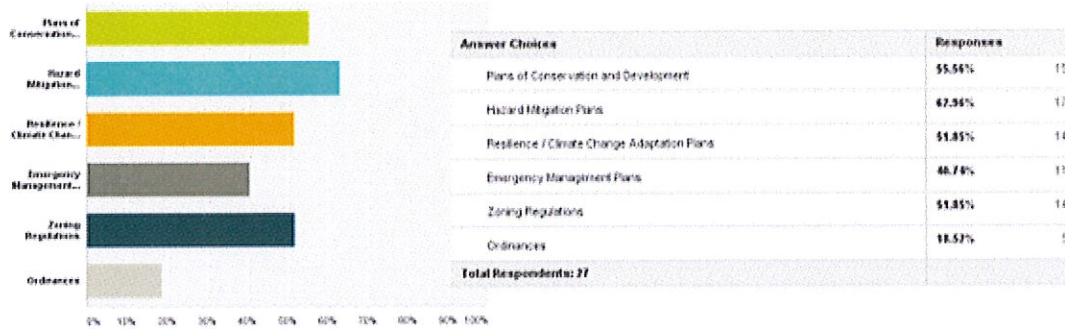 Plans of
Conservation...
Hazard
Mitigation...
Resilience /
Climate Chan...
Emergency
Management...
Zoning
Regulations
Ordinances
0% 10% 20% 30% 40% 50% 60% 70% 80% 90% 100%
Answer Choices Responses
Plans of Conservation and Development 55.56%
Hazard Mitigation Plans 62.96%
Resilience / Climate Change Adaptation Plans 51.85%
Emergency Management Plans 40.74%
Zoning Regulations 51.85%
Ordinances 18.52%
Total Respondents: 27